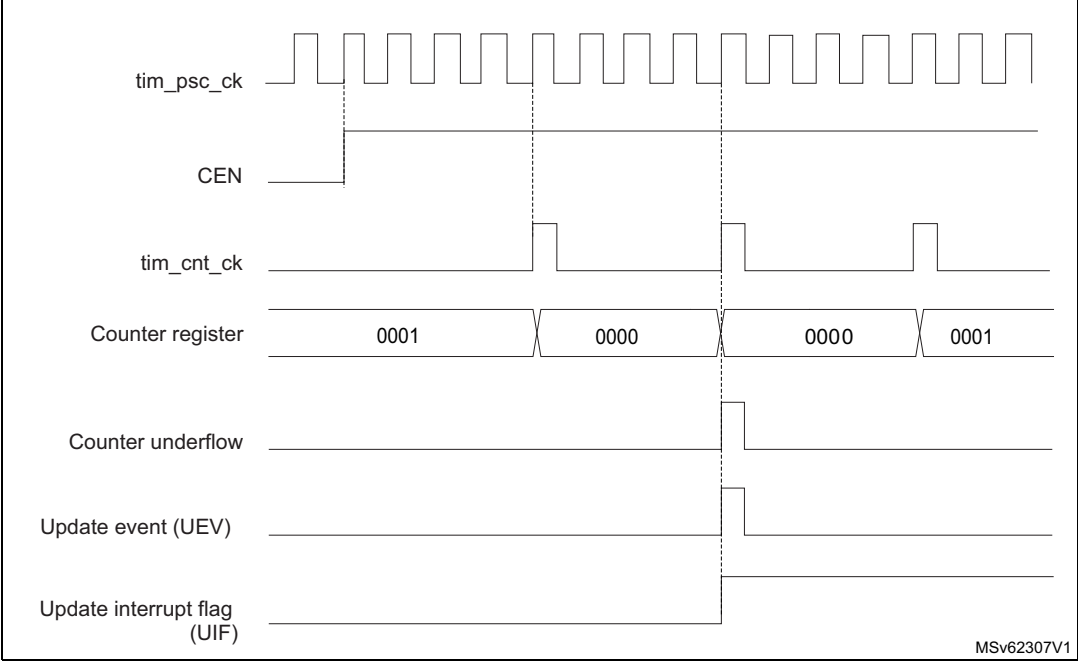 tim_psc_ck
CEN
tim_cnt_ck
Counter register 0001 0000 0000 0001
Counter underflow
Update event (UEV)
Update interrupt flag
(UIF)
MSv62307V1